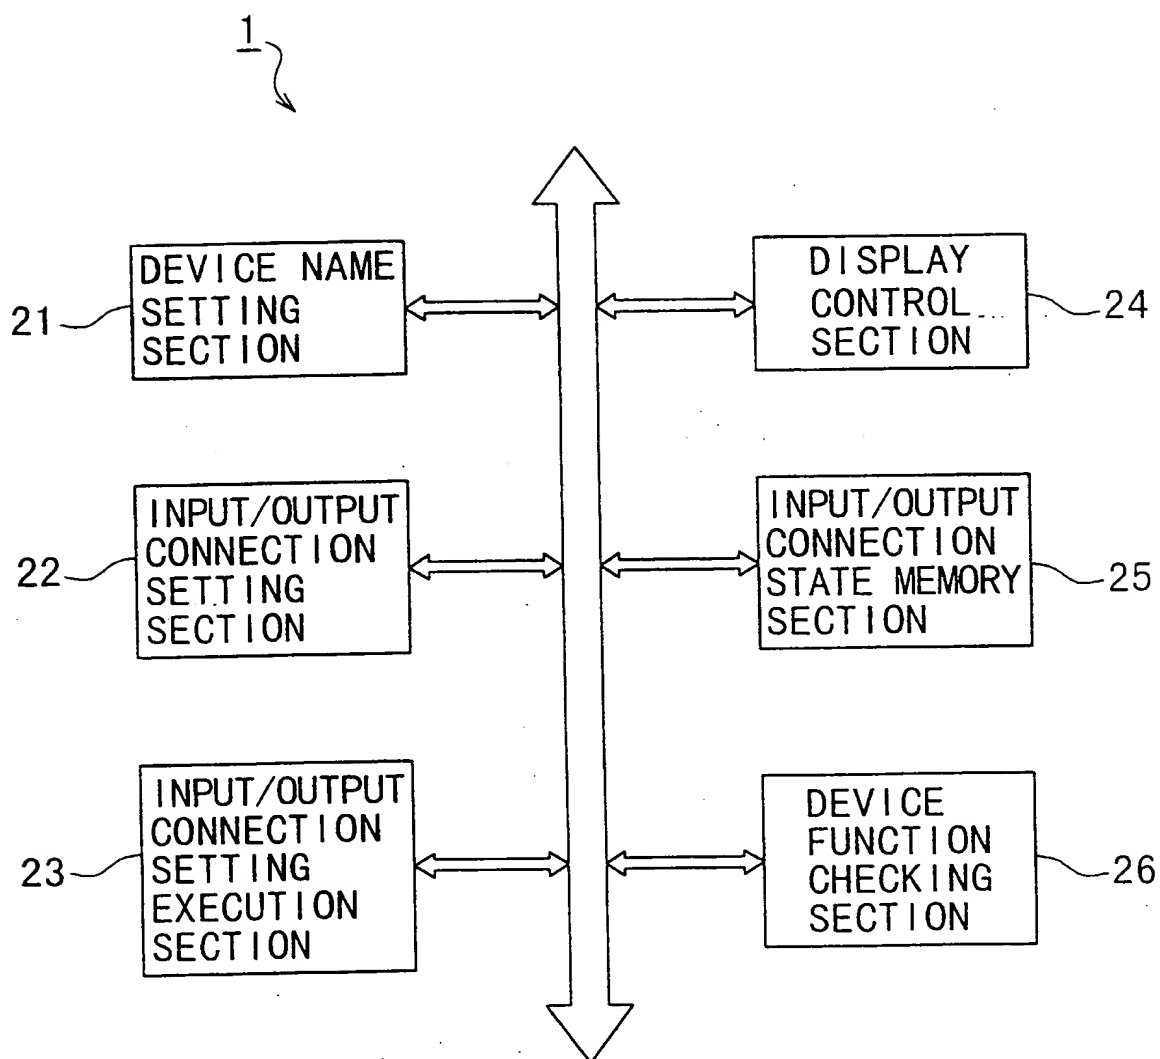 1
DEVICE NAME
SETTING
SECTION
21
DISPLAY
CONTROL
SECTION
24
INPUT/OUTPUT
CONNECTION
SETTING
SECTION
22
INPUT/OUTPUT
CONNECTION
STATE MEMORY
SECTION
25
INPUT/OUTPUT
CONNECTION
SETTING
EXECUTION
SECTION
23
DEVICE
FUNCTION
CHECKING
SECTION
26